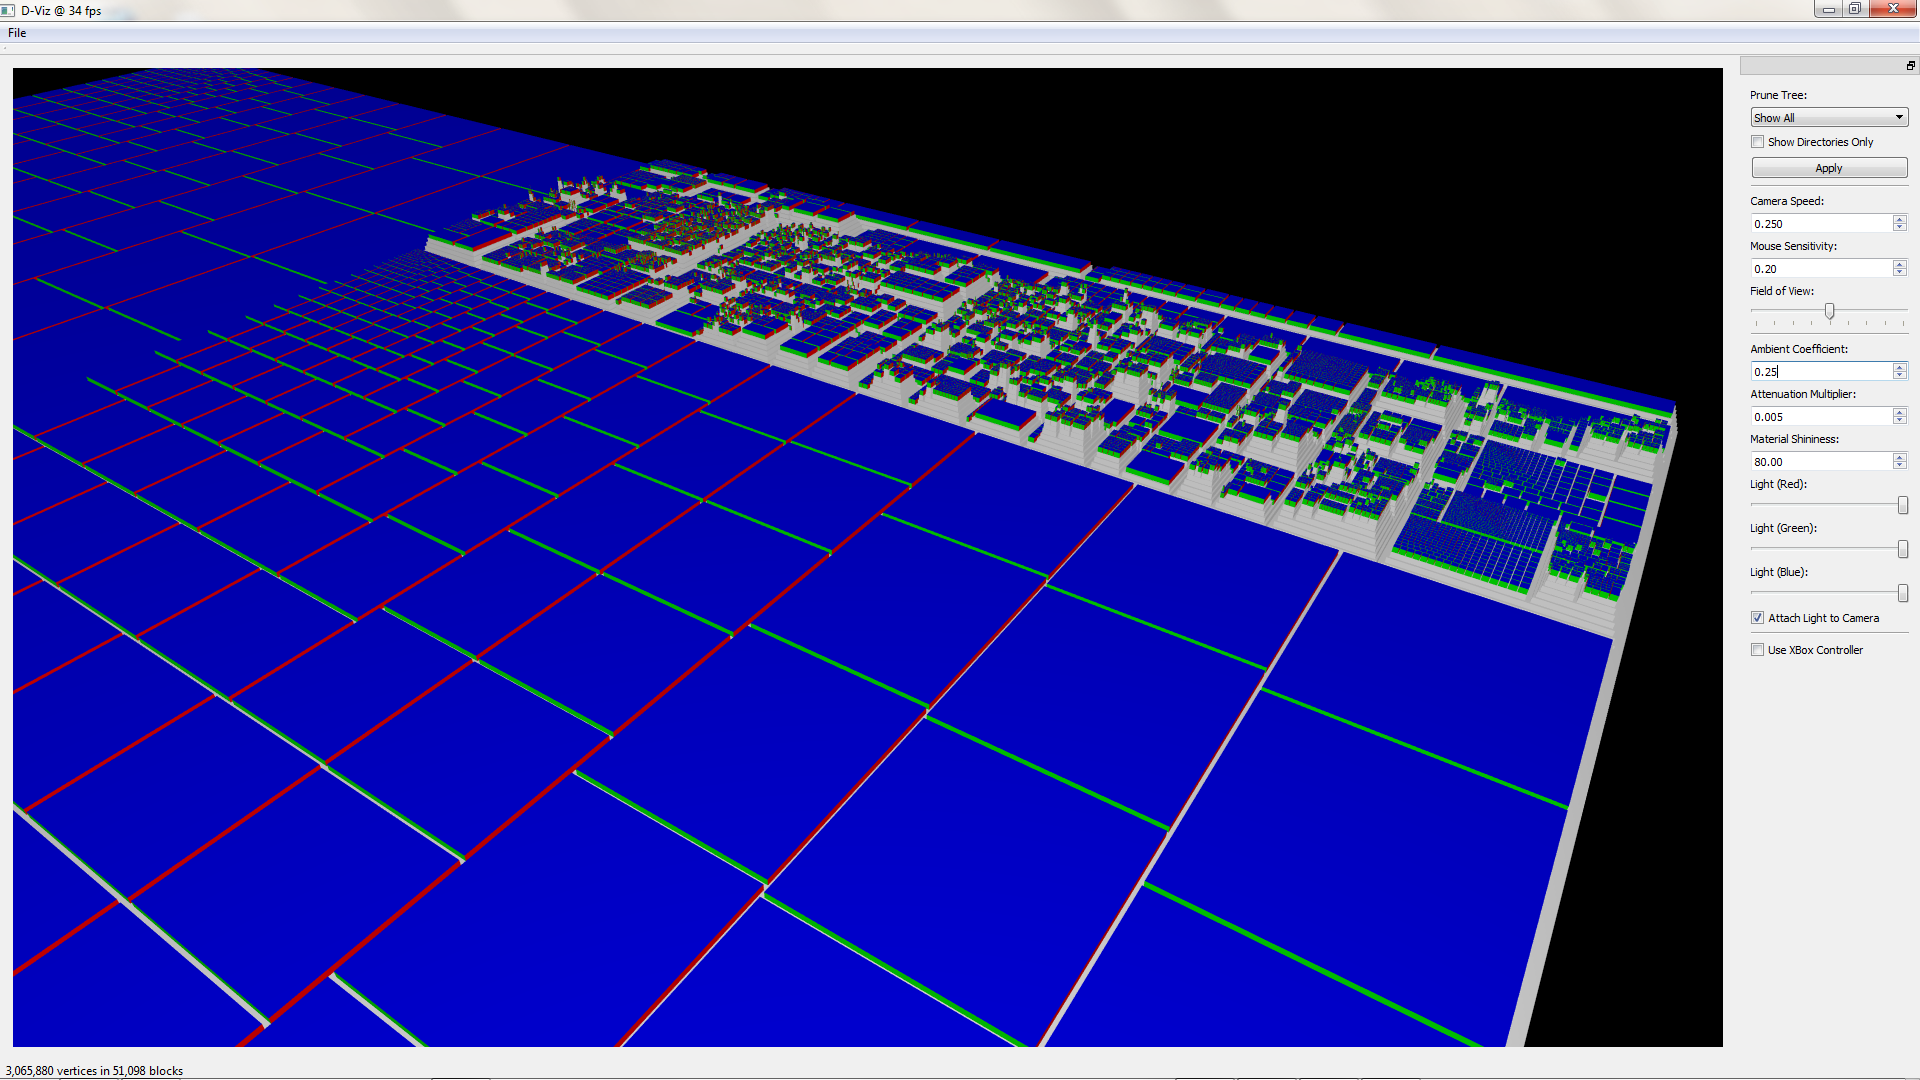 D-Viz @ 34 fps
File
Prune Tree:
Show All
Show Directories Only
Apply
Camera Speed:
0.250
Mouse Sensitivity:
0.20
Field of View:
Ambient Coefficient:
0.25
Attenuation Multiplier:
0.005
Material Shininess:
80.00
Light (Red):
Light (Green):
Light (Blue):
Attach Light to Camera
Use XBox Controller
3,065,880 vertices in 51,098 blocks